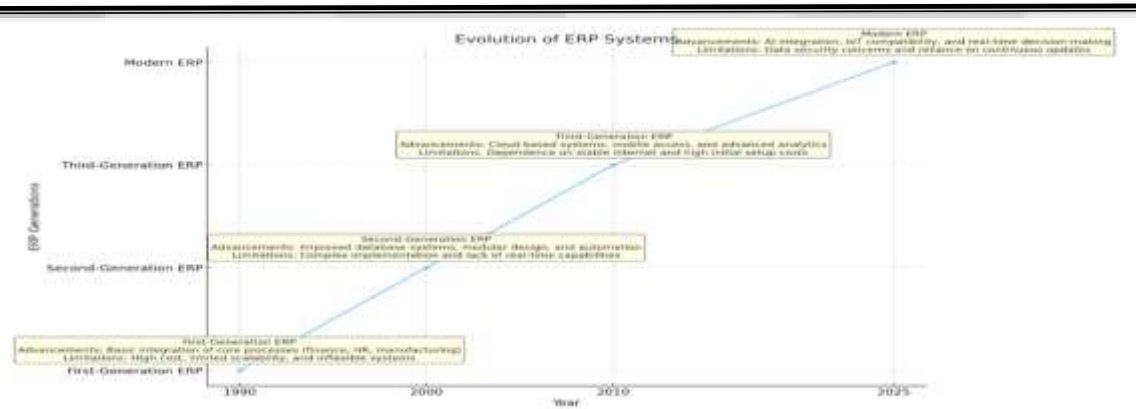 Evolution of ERP Systems
Modern ERP
Advancements: AI integration, IoT compatibility, and real-time decision-making
Limitations: Data security concerns and reliance on continuous updates
Modern ERP
Third-Generation ERP
Advancements: Cloud-based systems, mobile access, and advanced analytics
Limitations: Dependence on stable internet and high initial setup costs
Third-Generation ERP
ERP Generations
Second-Generation ERP
Advancements: Improved database systems, modular design, and automation
Limitations: Complex implementation and lack of real-time capabilities
Second-Generation ERP
First-Generation ERP
Advancements: Basic integration of core processes (finance, HR, manufacturing)
Limitations: High cost, limited scalability, and inflexible systems
First-Generation ERP
1990 2000 2010 2025
Year